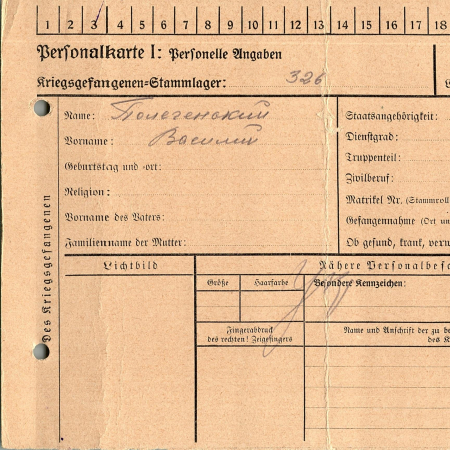 1 2 3 4 5 6 7 8 9 10 11 12 13 14 15 16 17 18
Personalkarte I: Personelle Angaben
Kriegsgefangenen=Stammlager: 326
Des Kriegsgefangenen
Name:
Vorname: Василий
Geburtstag und =ort:
Religion:
Vorname des Vaters:
Familienname der Mutter:
Staatsangehörigkeit:
Dienstgrad:
Truppenteil:
Zivilberuf:
Matrikel Nr. (Stammroll
Gefangennahme (Ort un
Ob gesund, krank, verw
Lichtbild
Nähere Personalbesc
Größe
Haarfarbe
Besondere Kennzeichen:
Fingerabdruck
des rechten! Zeigefingers
Name und Anschrift der zu be
des K